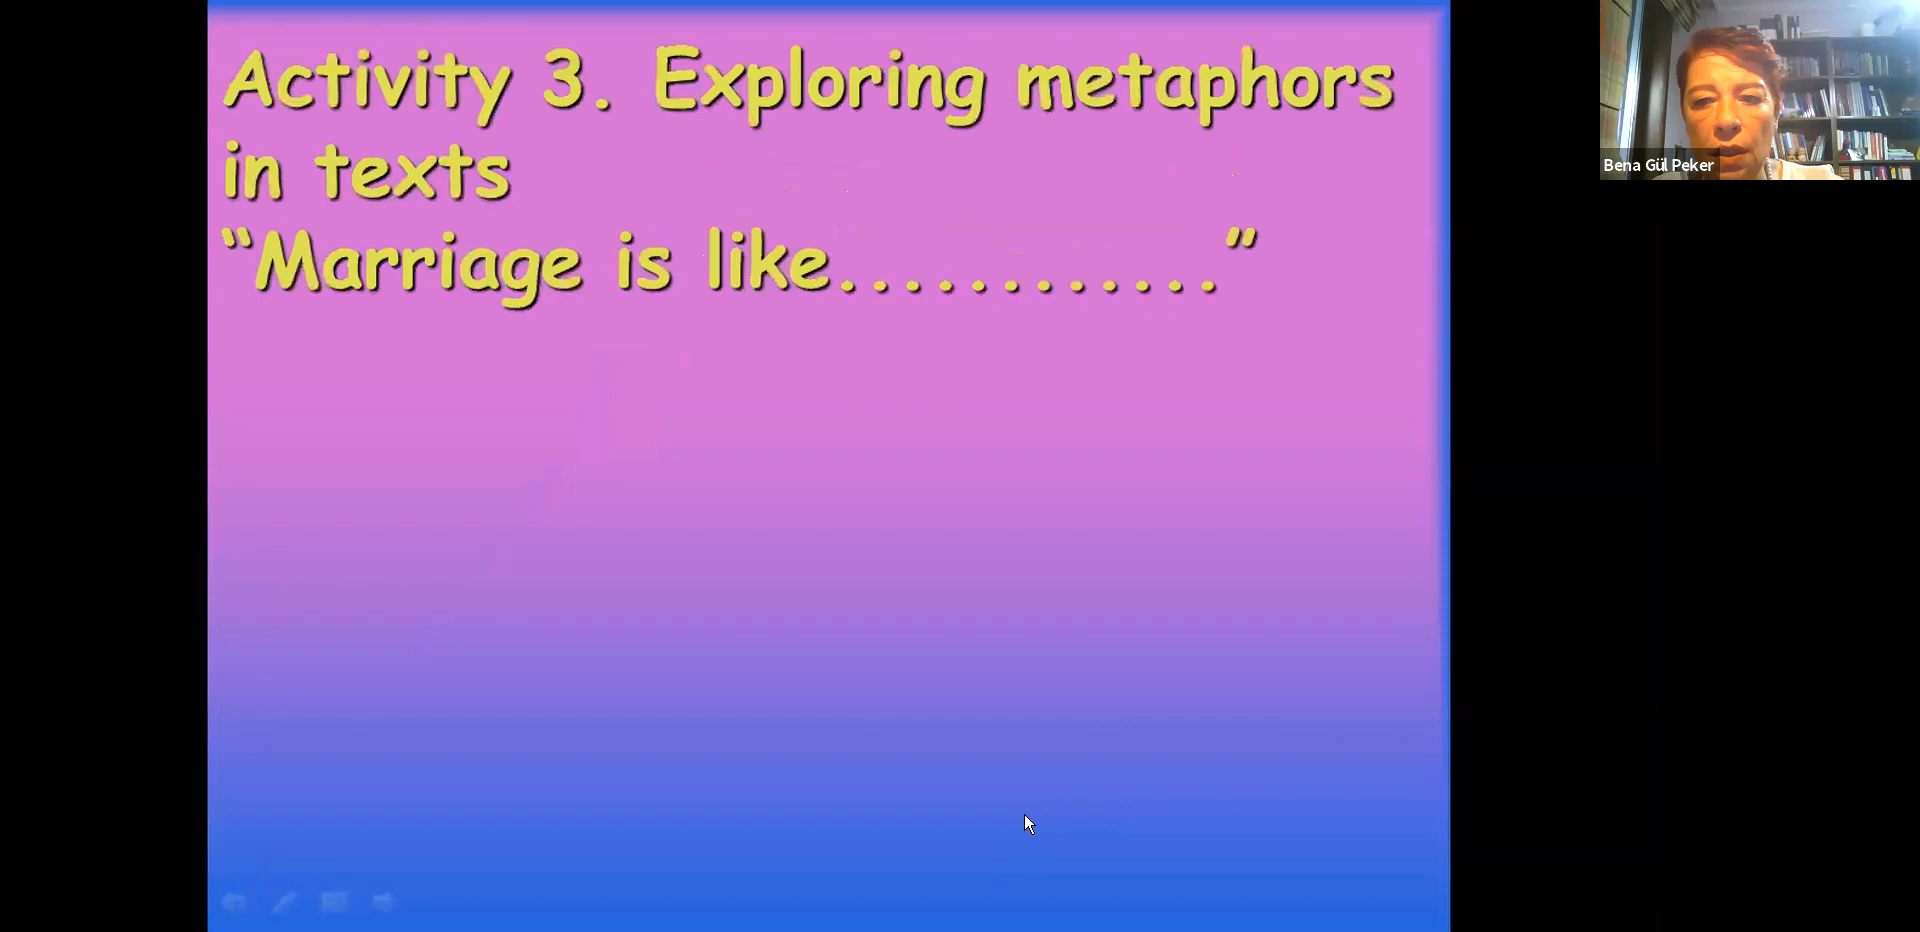 Activity 3. Exploring metaphors
in texts
“Marriage is like............”
Bena Gül Peker